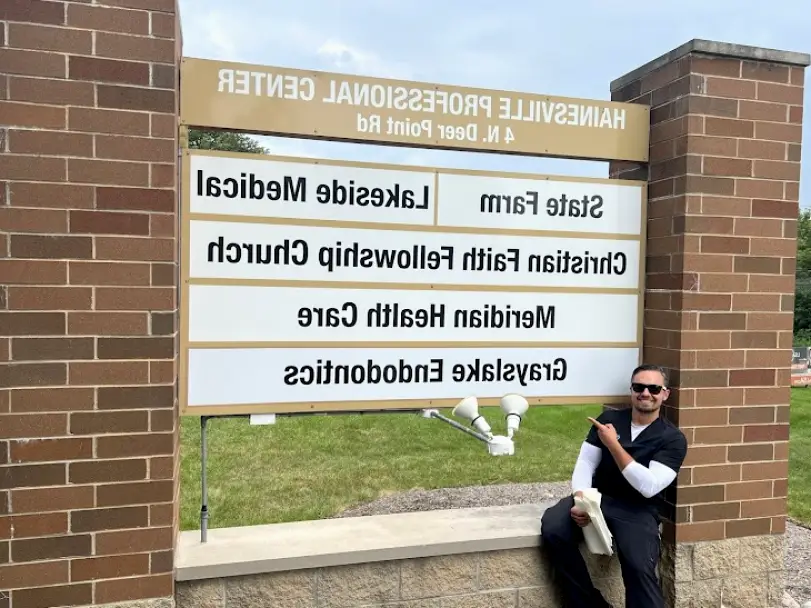 HAINESVILLE PROFESSIONAL CENTER
4 N. Deer Point Rd
State Farm
Lakeside Medical
Christian Faith Fellowship Church
Meridian Health Care
Grayslake Endodontics